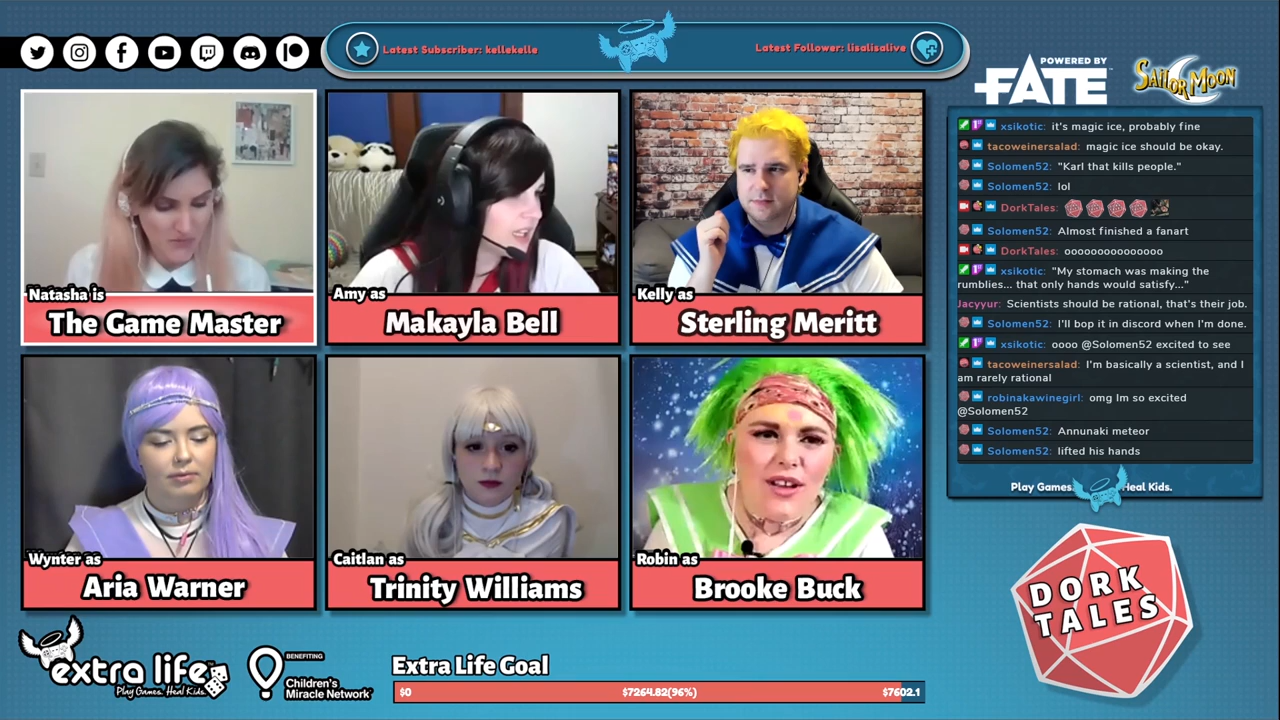 Latest Subscriber: kellekelle
Latest Follower: lisalisalive
POWERED BY
FATE
SAILOR MOON
Natasha is
The Game Master
Amy as
Makayla Bell
Kelly as
Sterling Meritt
Wynter as
Aria Warner
Caitlan as
Trinity Williams
Robin as
Brooke Buck
xsikotic: it's magic ice, probably fine
tacoweinersalad: magic ice should be okay.
Solomen52: "Karl that kills people."
Solomen52: lol
DorkTales:
Solomen52: Almost finished a fanart
DorkTales: ooooooooooooooo
xsikotic: "My stomach was making the
rumblies... that only hands would satisfy..."
Jacyyur: Scientists should be rational, that's their job.
Solomen52: I'll bop it in discord when I'm done.
xsikotic: oooo @Solomen52 excited to see
tacoweinersalad: I'm basically a scientist, and I
am rarely rational
robinakawinegirl: omg Im so excited
@Solomen52
Solomen52: Annunaki meteor
Solomen52: lifted his hands
Play Games. Heal Kids.
DORK
TALES
extra life
Play Games. Heal Kids.
BENEFITING
Children's
Miracle Network
Extra Life Goal
$0 $7264.82(96%) $7602.1